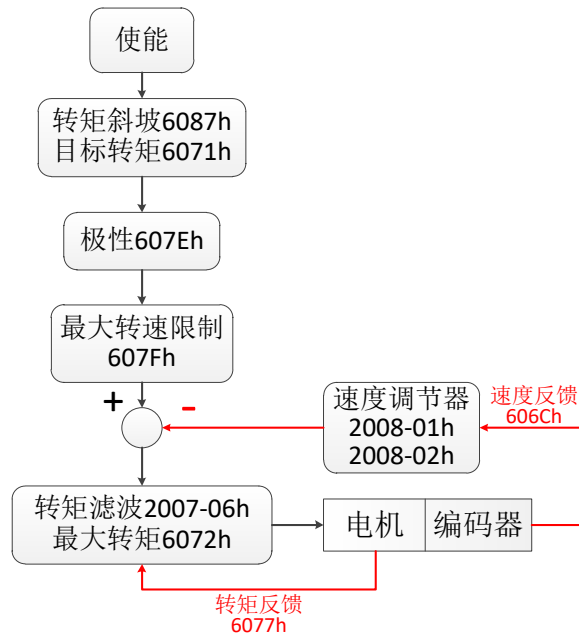 使能
转矩斜坡6087h
目标转矩6071h
极性607Eh
最大转速限制
607Fh
+
-
速度调节器
2008-01h
2008-02h
速度反馈
606Ch
转矩滤波2007-06h
最大转矩6072h
电机
编码器
转矩反馈
6077h